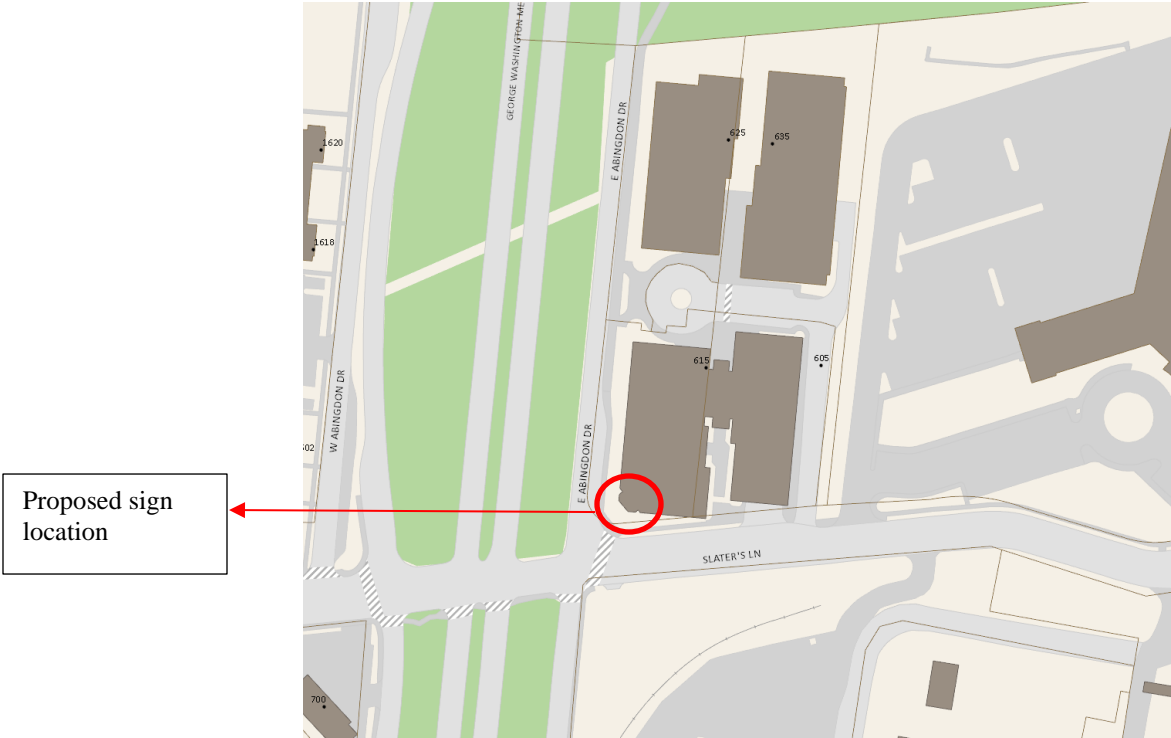 GEORGE WASHINGTON ME
E ABINGDON DR
625
635
1620
1618
615
605
W ABINGDON DR
E ABINGDON DR
502
Proposed sign
location
SLATER'S LN
700